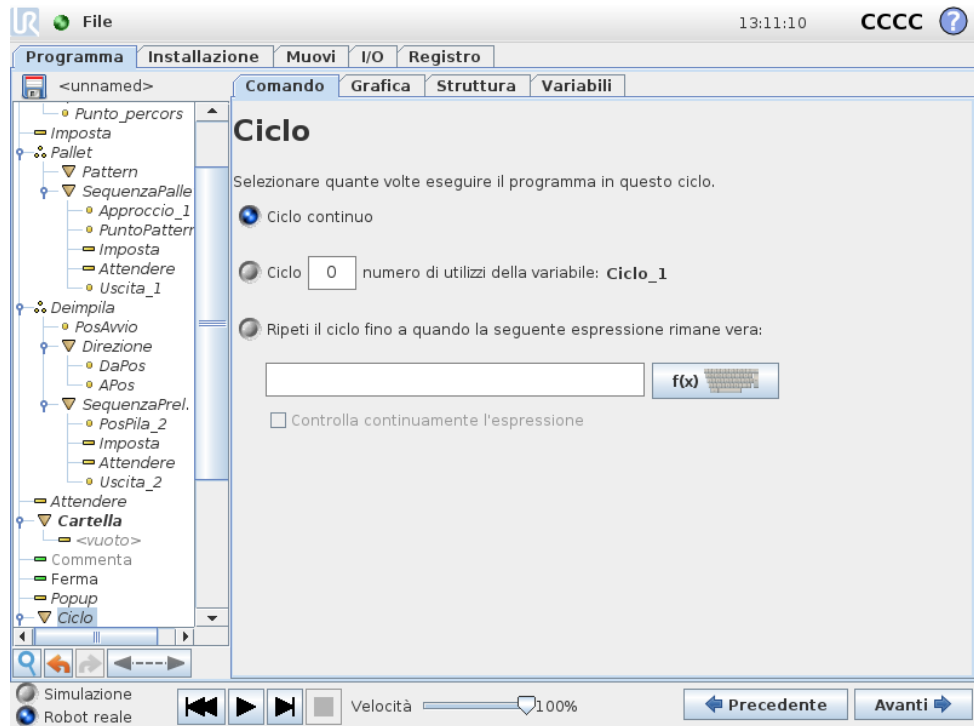 UR File 13:11:10 CCCC ?
Programma Installazione Muovi I/O Registro
<unnamed> Comando Grafica Struttura Variabili
Punto_percors
Imposta
Pallet
Pattern
SequenzaPalle
Approccio_1
PuntoPattern
Imposta
Attendere
Uscita_1
Deimpila
PosAvvio
Direzione
DaPos
APos
SequenzaPrel.
PosPila_2
Imposta
Attendere
Uscita_2
Attendere
Cartella
<vuoto>
Commenta
Ferma
Popup
Ciclo
Ciclo
Selezionare quante volte eseguire il programma in questo ciclo.
Ciclo continuo
Ciclo 0 numero di utilizzi della variabile: Ciclo_1
Ripeti il ciclo fino a quando la seguente espressione rimane vera:
f(x)
Controlla continuamente l'espressione
Simulazione
Robot reale
Velocità 100%
Precedente Avanti